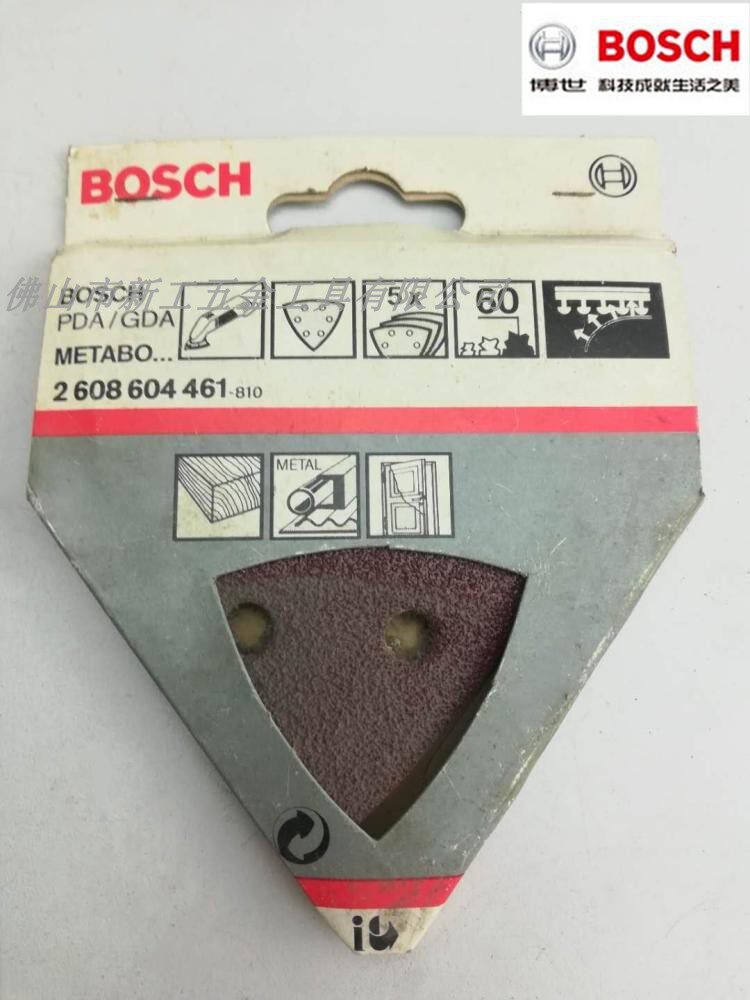 BOSCH
博世 科技成就生活之美
BOSCH
佛山市新工五金工具有限公司
BOSCH
PDA/GDA
METABO...
5x
60
2 608 604 461-810
METAL